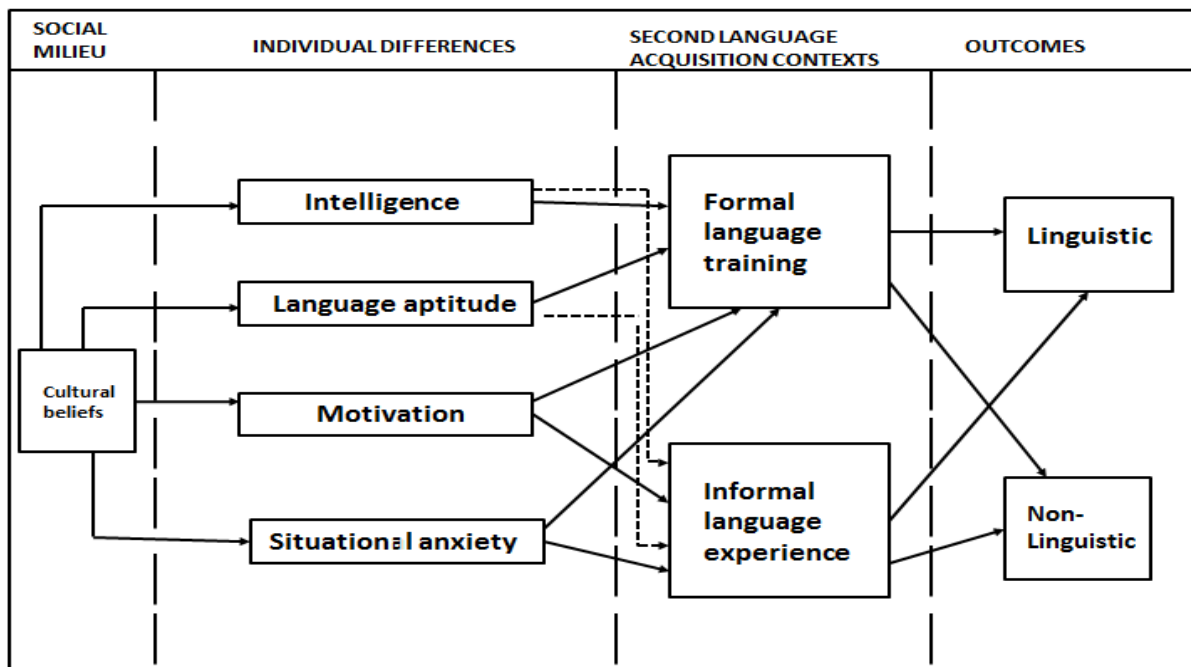 SOCIAL
MILIEU
INDIVIDUAL DIFFERENCES
SECOND LANGUAGE
ACQUISITION CONTEXTS
OUTCOMES
Intelligence
Language aptitude
Cultural
beliefs
Motivation
Situational anxiety
Formal
language
training
Informal
language
experience
Linguistic
Non-
Linguistic